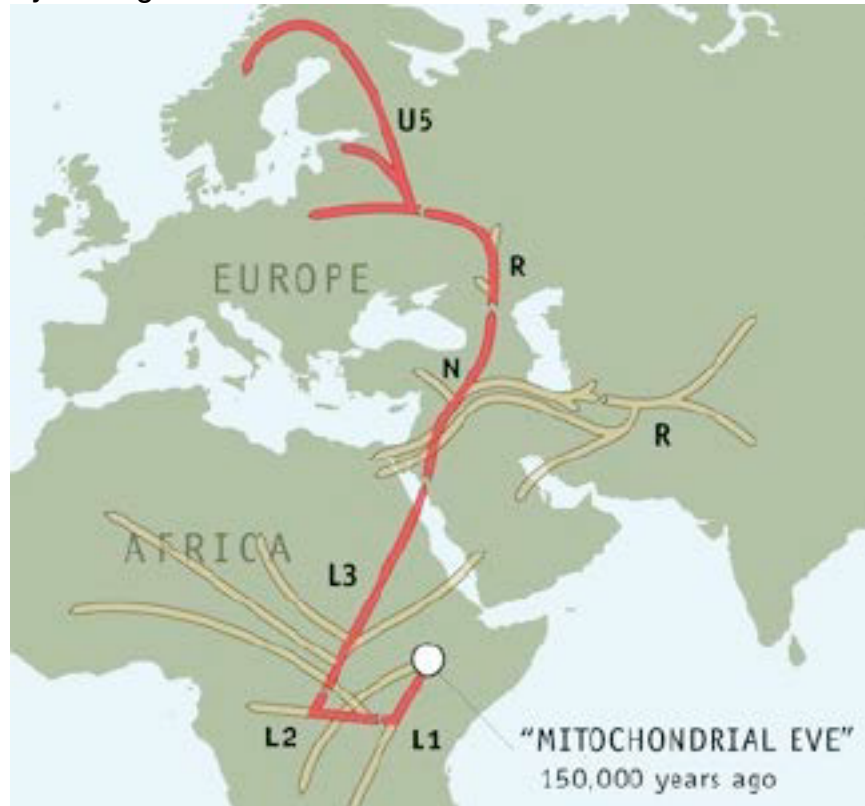 U5
EUROPE
R
N
R
AFRICA
L3
L2
L1
"MITOCHONDRIAL EVE"
150,000 years ago